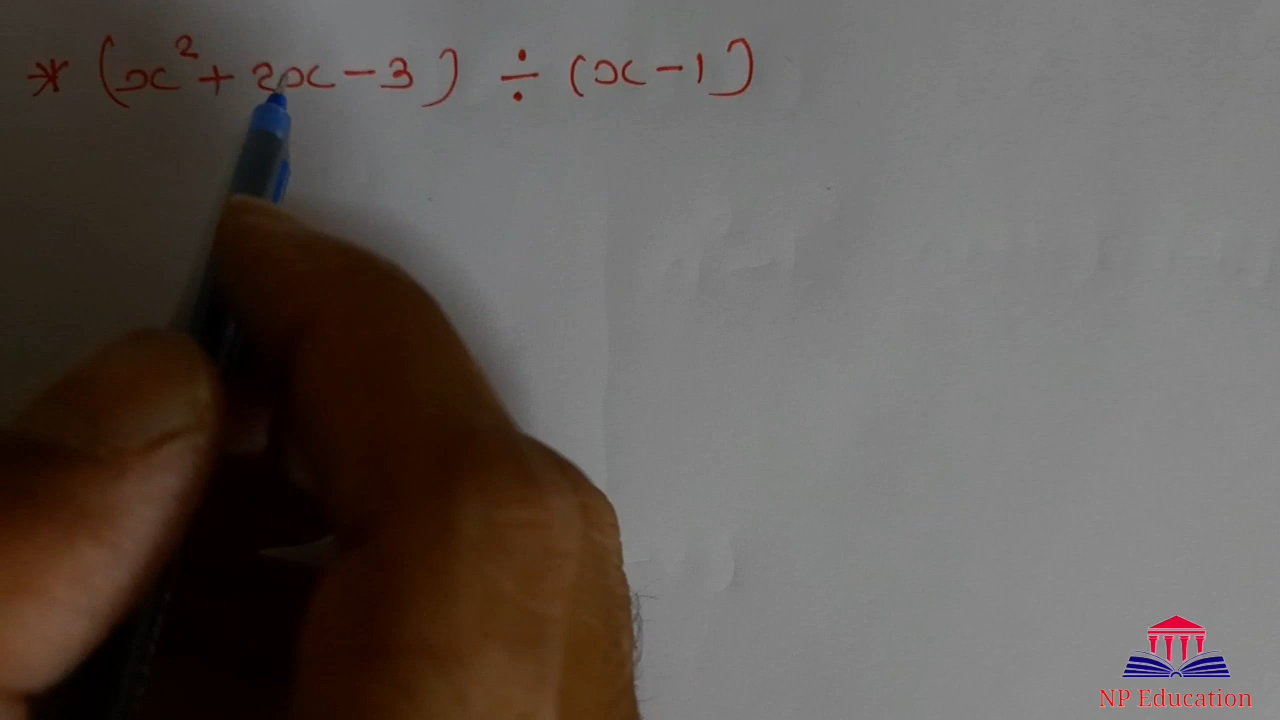 * (x² + 2x - 3) ÷ (x - 1)
NP Education